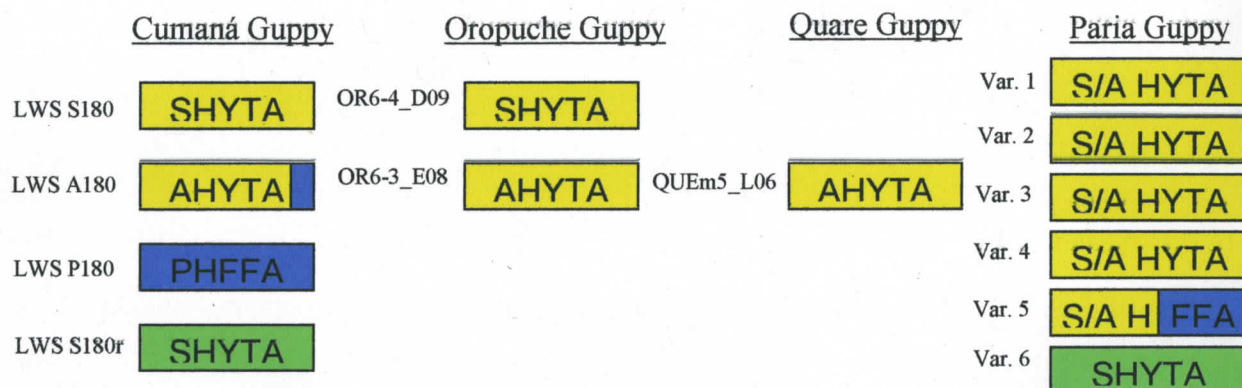 Cumaná Guppy
Oropuche Guppy
Quare Guppy
Paria Guppy
LWS S180
SHYTA
OR6-4_D09
SHYTA
Var. 1
S/A HYTA
Var. 2
S/A HYTA
LWS A180
AHYTA
OR6-3_E08
AHYTA
QUEm5_L06
AHYTA
Var. 3
S/A HYTA
LWS P180
PHFFA
Var. 4
S/A HYTA
Var. 5
S/A H FFA
LWS S180r
SHYTA
Var. 6
SHYTA